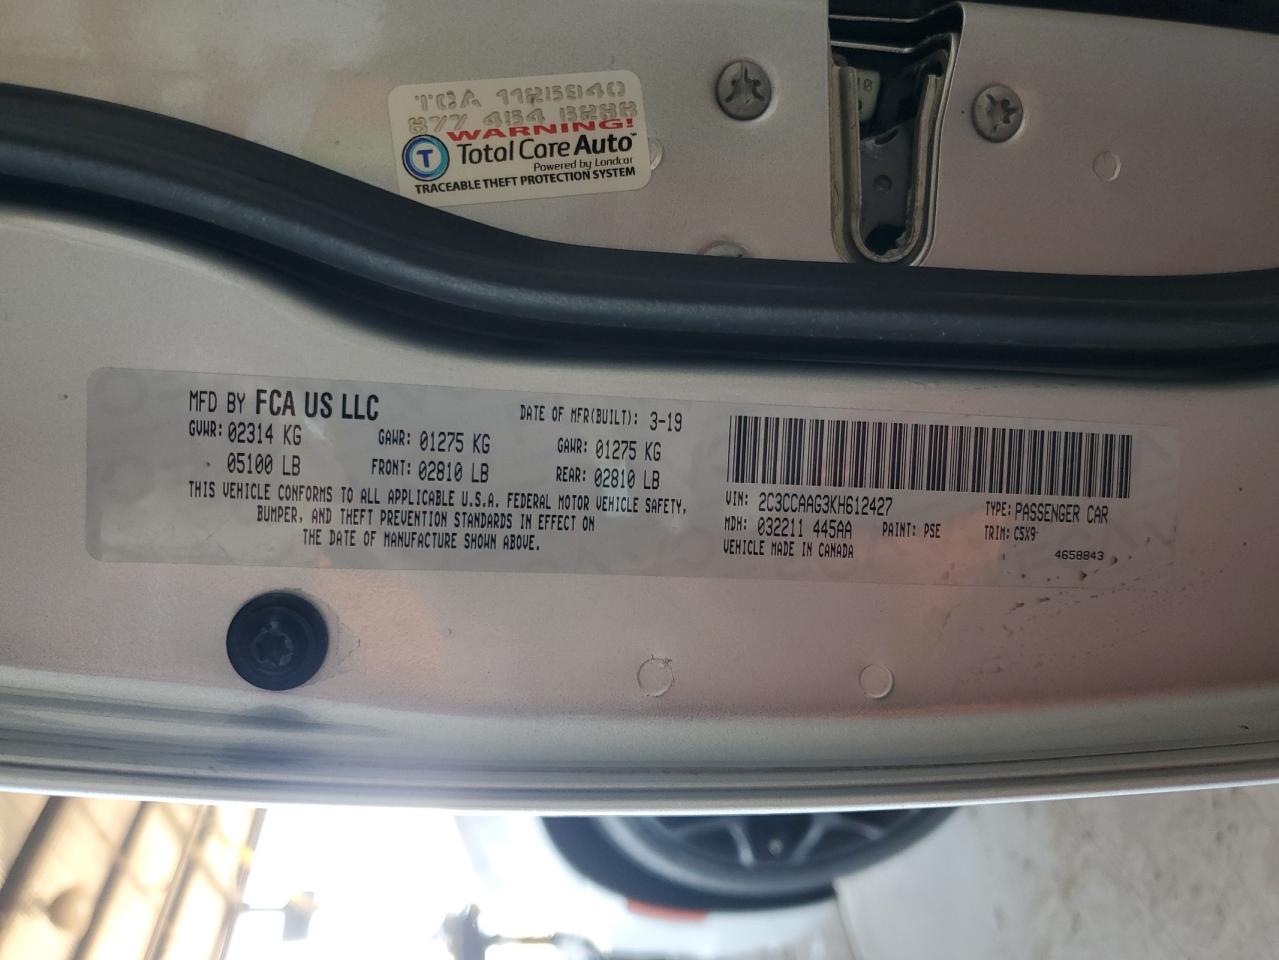 TCA 1125940
877 454 8288
WARNING!
T Total Care Auto™
Powered by Landcar
TRACEABLE THEFT PROTECTION SYSTEM
MFD BY FCA US LLC DATE OF MFR(BUILT): 3-19
GVWR: 02314 KG GAWR: 01275 KG GAWR: 01275 KG
05100 LB FRONT: 02810 LB REAR: 02810 LB
THIS VEHICLE CONFORMS TO ALL APPLICABLE U.S.A. FEDERAL MOTOR VEHICLE SAFETY,
BUMPER, AND THEFT PREVENTION STANDARDS IN EFFECT ON
THE DATE OF MANUFACTURE SHOWN ABOVE.
VIN: 2C3CCAAG3KH612427 TYPE: PASSENGER CAR
MDH: 032211 445AA PAINT: PSE TRIM: C5X9
VEHICLE MADE IN CANADA 4658843